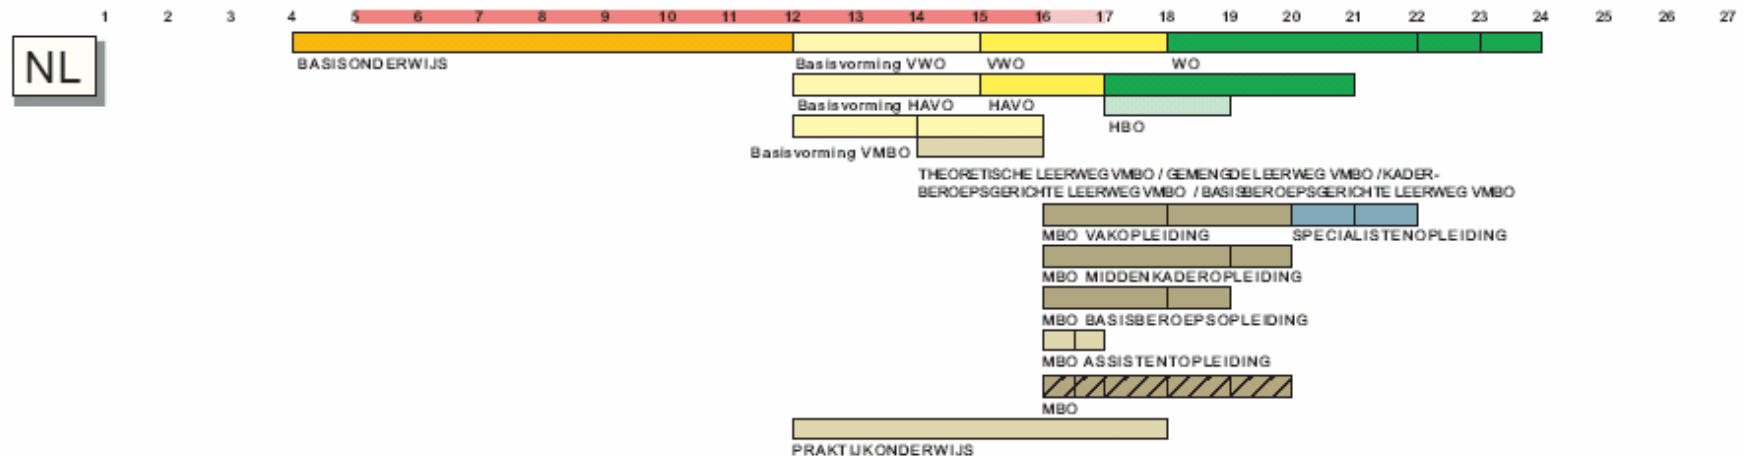 1 2 3 4 5 6 7 8 9 10 11 12 13 14 15 16 17 18 19 20 21 22 23 24 25 26 27
NL
BASISONDERWIJS Basisvorming VWO VWO WO
Basisvorming HAVO HAVO
HBO
Basisvorming VMBO
THEORETISCHE LEERWEG VMBO / GEMENGDE LEERWEG VMBO / KADER-
BEROEPSGERICHTE LEERWEG VMBO / BASISBEROEPSGERICHTE LEERWEG VMBO
MBO VAKOPLEIDING SPECIALISTENOPLEIDING
MBO MIDDENKADEROPLEIDING
MBO BASISBEROEPSOPLEIDING
MBO ASSISTENTOPLEIDING
MBO
PRAKTIJKONDERWIJS